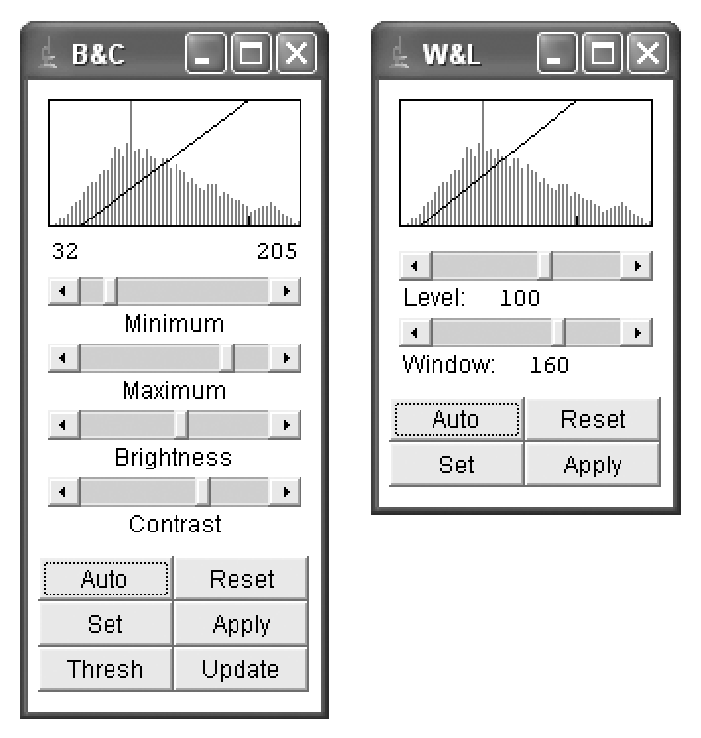 B&C
32 205
Minimum
Maximum
Brightness
Contrast
Auto Reset
Set Apply
Thresh Update
W&L
Level: 100
Window: 160
Auto Reset
Set Apply